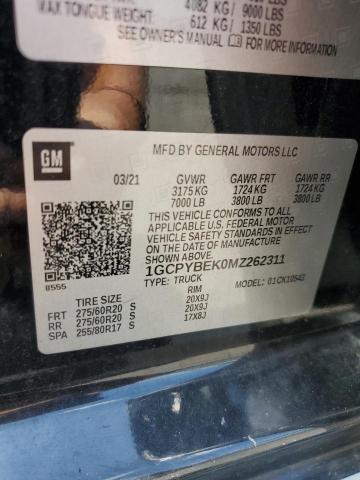 4082 KG / 9000 LBS
MAX TONGUE WEIGHT: 612 KG / 1350 LBS
SEE OWNER'S MANUAL FOR MORE INFORMATION
GM
MFD BY GENERAL MOTORS LLC
03/21 GVWR GAWR FRT GAWR RR
3175 KG 1724 KG 1724 KG
7000 LB 3800 LB 3800 LB
THIS VEHICLE CONFORMS TO ALL
APPLICABLE U.S. FEDERAL MOTOR
VEHICLE SAFETY, BUMPER, AND THEFT
PREVENTION STANDARDS IN EFFECT ON
THE DATE OF MANUFACTURE SHOWN ABOVE.
1GCPYBEK0MZ262311
8555
TYPE: TRUCK 01CK10543
TIRE SIZE RIM
FRT 275/60R20 S 20X9J
RR 275/60R20 S 20X9J
SPA 255/80R17 S 17X8J